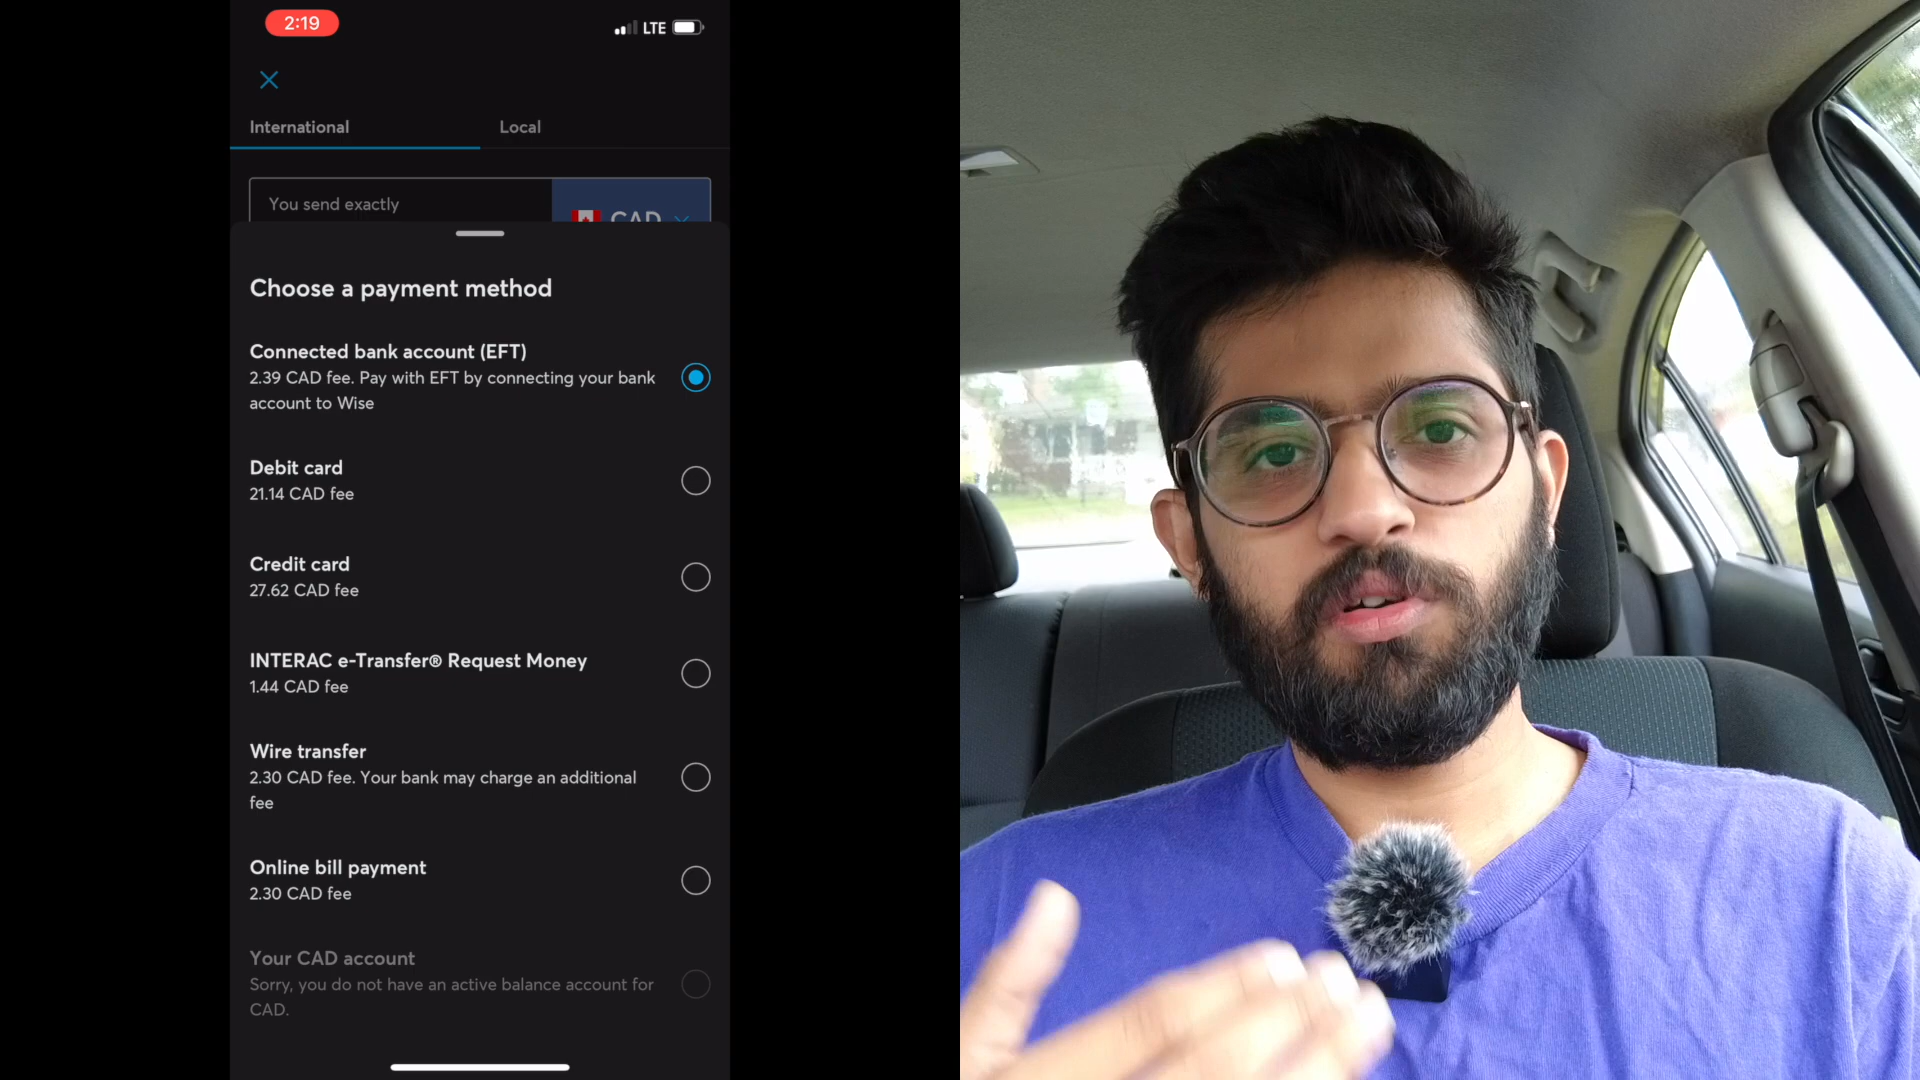 2:19
LTE
International
Local
You send exactly
CAD
Choose a payment method
Connected bank account (EFT)
2.39 CAD fee. Pay with EFT by connecting your bank
account to Wise
Debit card
21.14 CAD fee
Credit card
27.62 CAD fee
INTERAC e-Transfer® Request Money
1.44 CAD fee
Wire transfer
2.30 CAD fee. Your bank may charge an additional
fee
Online bill payment
2.30 CAD fee
Your CAD account
Sorry, you do not have an active balance account for
CAD.